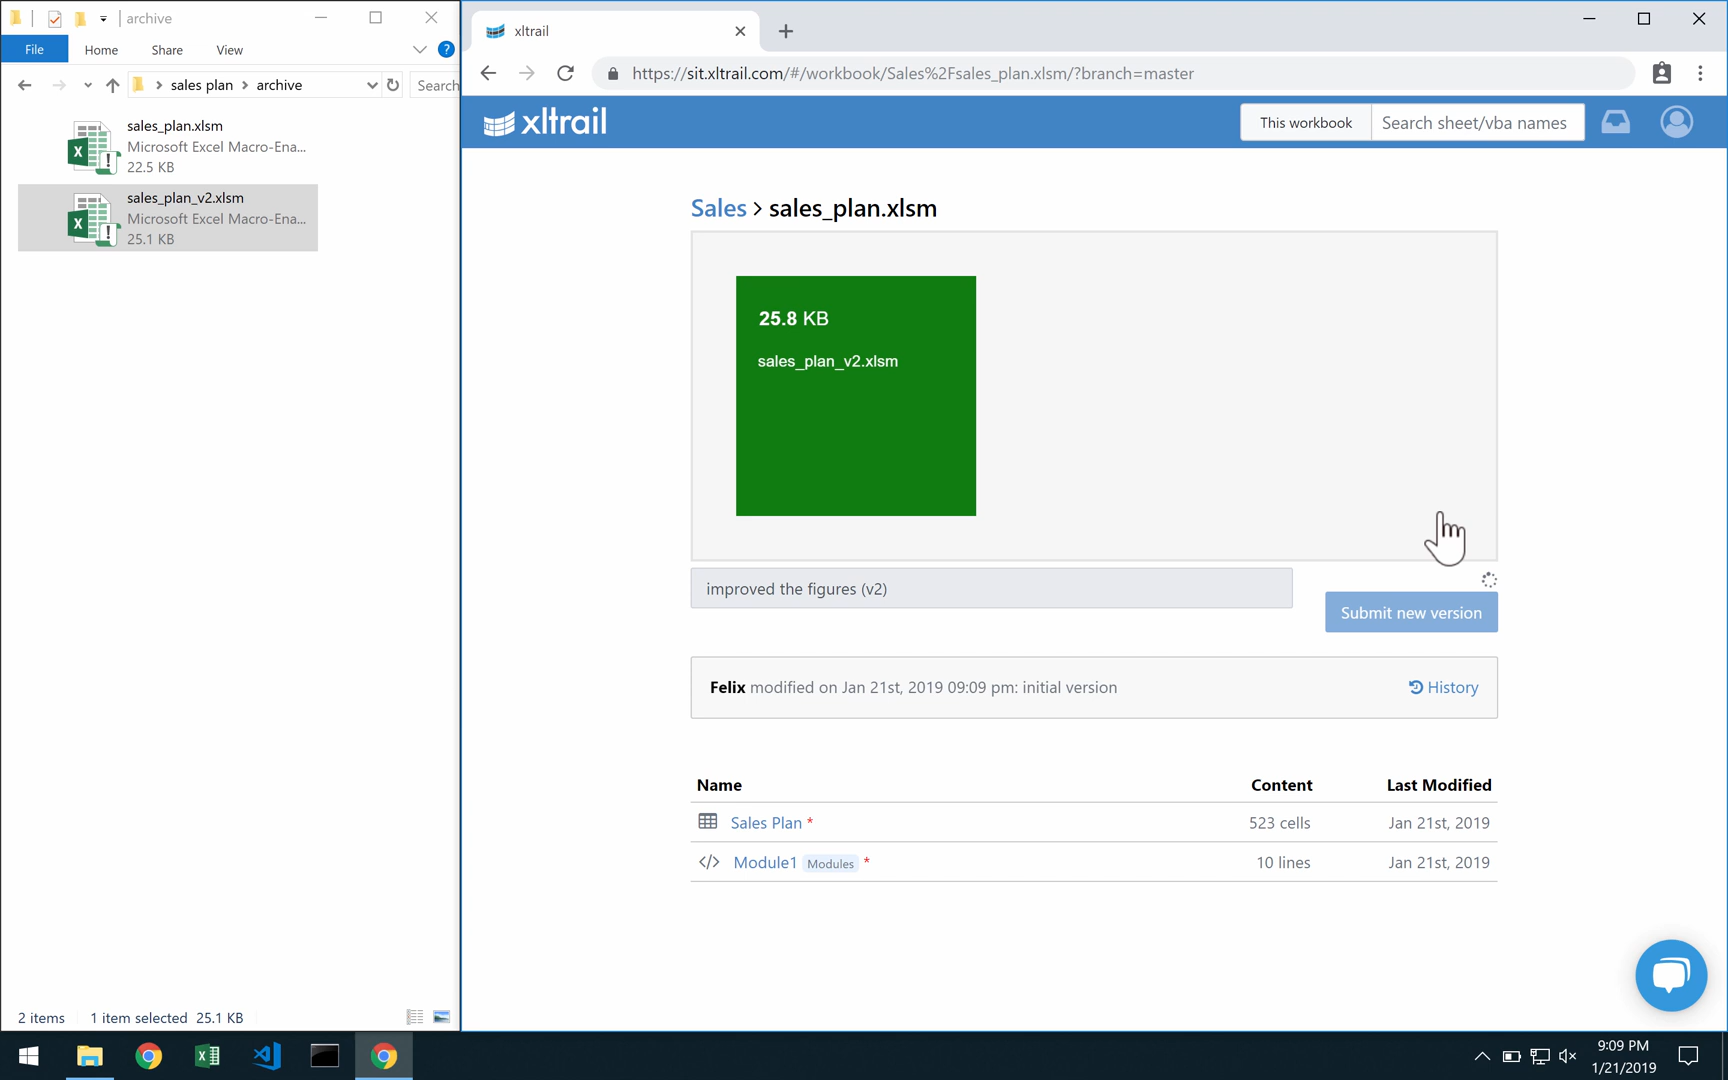 archive
File
Home
Share
View
?
sales plan
archive
Search
sales_plan.xlsm
Microsoft Excel Macro-Ena...
22.5 KB
sales_plan_v2.xlsm
Microsoft Excel Macro-Ena...
25.1 KB
2 items
1 item selected 25.1 KB
xltrail
https://sit.xltrail.com/#/workbook/Sales%2Fsales_plan.xlsm/?branch=master
xltrail
This workbook
Search sheet/vba names
Sales > sales_plan.xlsm
25.8 KB
sales_plan_v2.xlsm
improved the figures (v2)
Submit new version
Felix modified on Jan 21st, 2019 09:09 pm: initial version
History
Name Content Last Modified
Sales Plan * 523 cells Jan 21st, 2019
</> Module1 Modules * 10 lines Jan 21st, 2019
9:09 PM
1/21/2019